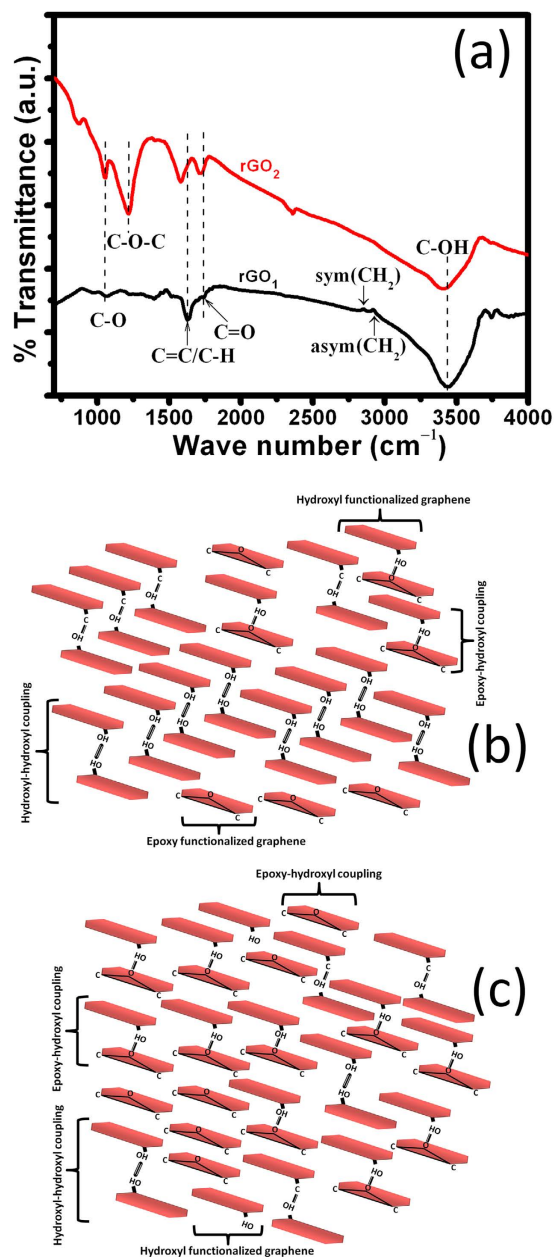 (a)
% Transmittance (a.u.)
rGO2
C-O-C
C-OH
rGO1
sym(CH2)
C-O
C=O
asym(CH2)
C=C/C-H
1000 1500 2000 2500 3000 3500 4000
Wave number (cm−1)
Hydroxyl functionalized graphene
Epoxy-hydroxyl coupling
Hydroxyl-hydroxyl coupling
(b)
Epoxy functionalized graphene
Epoxy-hydroxyl coupling
(c)
Epoxy-hydroxyl coupling
Hydroxyl-hydroxyl coupling
Hydroxyl functionalized graphene